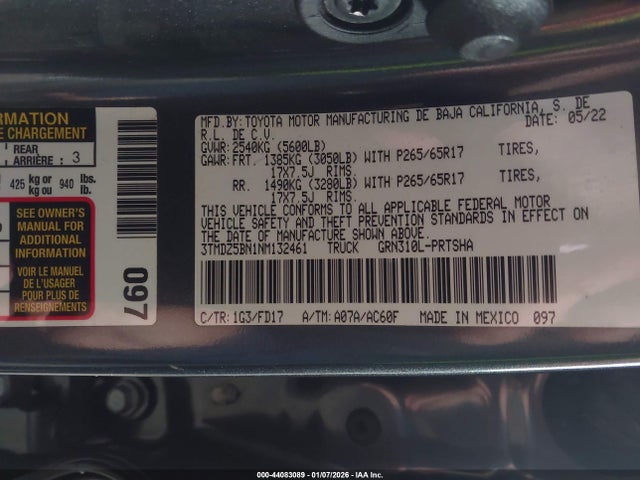 ORMATION
E CHARGEMENT
REAR
ARRIÈRE : 3
425 kg or 940 lbs.
kg ou lb.
SEE OWNER'S
MANUAL FOR
ADDITIONAL
INFORMATION
VOIR LE MANUEL
DE L'USAGER
POUR PLUS DE
RENSEIGNEMENTS
097
MFD.BY:TOYOTA MOTOR MANUFACTURING DE BAJA CALIFORNIA, S. DE
R.L. DE C.V. DATE: 05/22
GVWR: 2540KG (5600LB)
GAWR:FRT. 1385KG (3050LB) WITH P265/65R17 TIRES,
17X7.5J RIMS.
RR. 1490KG (3280LB) WITH P265/65R17 TIRES,
17X7.5J RIMS.
THIS VEHICLE CONFORMS TO ALL APPLICABLE FEDERAL MOTOR
VEHICLE SAFETY AND THEFT PREVENTION STANDARDS IN EFFECT ON
THE DATE OF MANUFACTURE SHOWN ABOVE.
3TMDZ5BN1NM132461 TRUCK GRN310L-PRTSHA
C/TR: 1G3/FD17 A/TM: A07A/AC60F MADE IN MEXICO 097
000-44083089 - 01/07/2026 - IAA Inc.